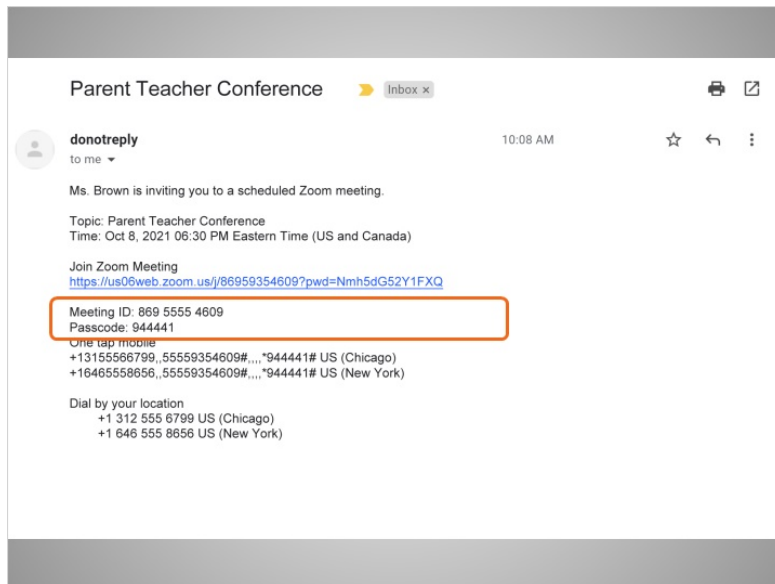 Parent Teacher Conference Inbox ×
donotreply 10:08 AM
to me
Ms. Brown is inviting you to a scheduled Zoom meeting.
Topic: Parent Teacher Conference
Time: Oct 8, 2021 06:30 PM Eastern Time (US and Canada)
Join Zoom Meeting
https://us06web.zoom.us/j/86959354609?pwd=Nmh5dG52Y1FXQ
Meeting ID: 869 5555 4609
Passcode: 944441
One tap mobile
+13155566799,,55559354609#,,,,*944441# US (Chicago)
+16465558656,,55559354609#,,,,*944441# US (New York)
Dial by your location
+1 312 555 6799 US (Chicago)
+1 646 555 8656 US (New York)